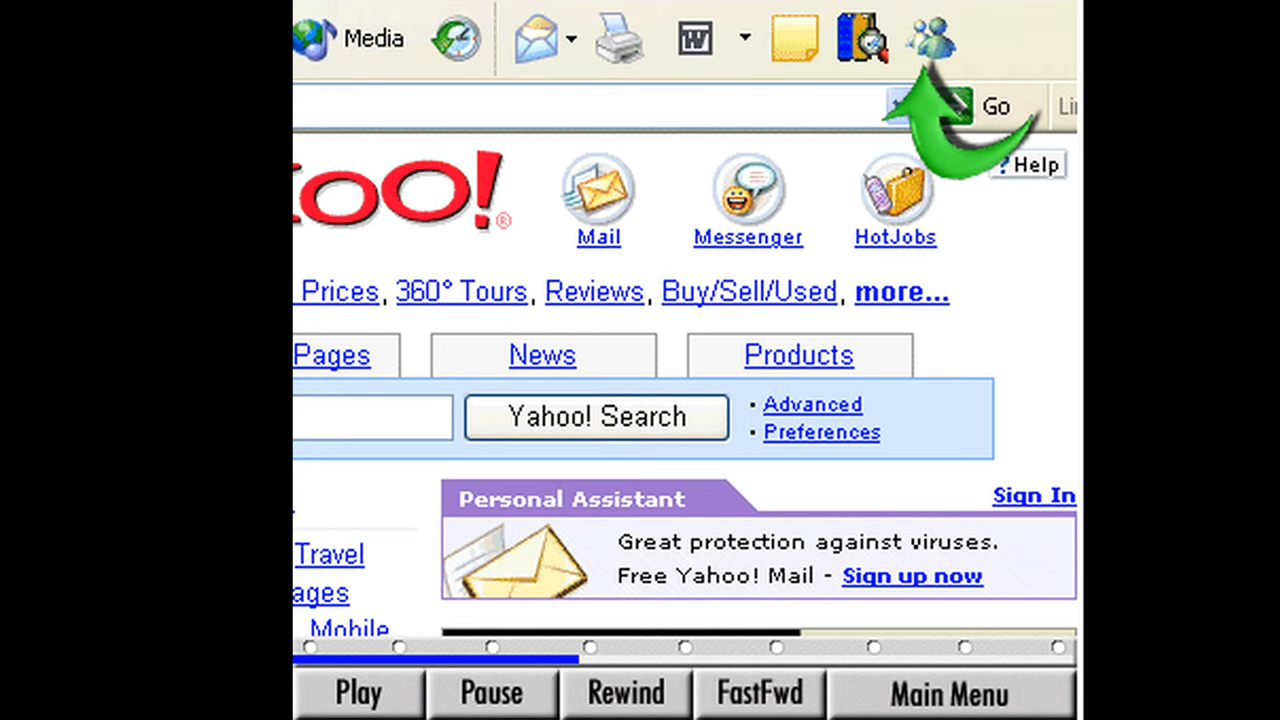 Media
Go
oo!®
? Help
Mail Messenger HotJobs
Prices, 360° Tours, Reviews, Buy/Sell/Used, more...
Pages News Products
Yahoo! Search
• Advanced
• Preferences
Personal Assistant
Sign In
Great protection against viruses.
Free Yahoo! Mail - Sign up now
Travel
ages
Mobile
Play Pause Rewind FastFwd Main Menu